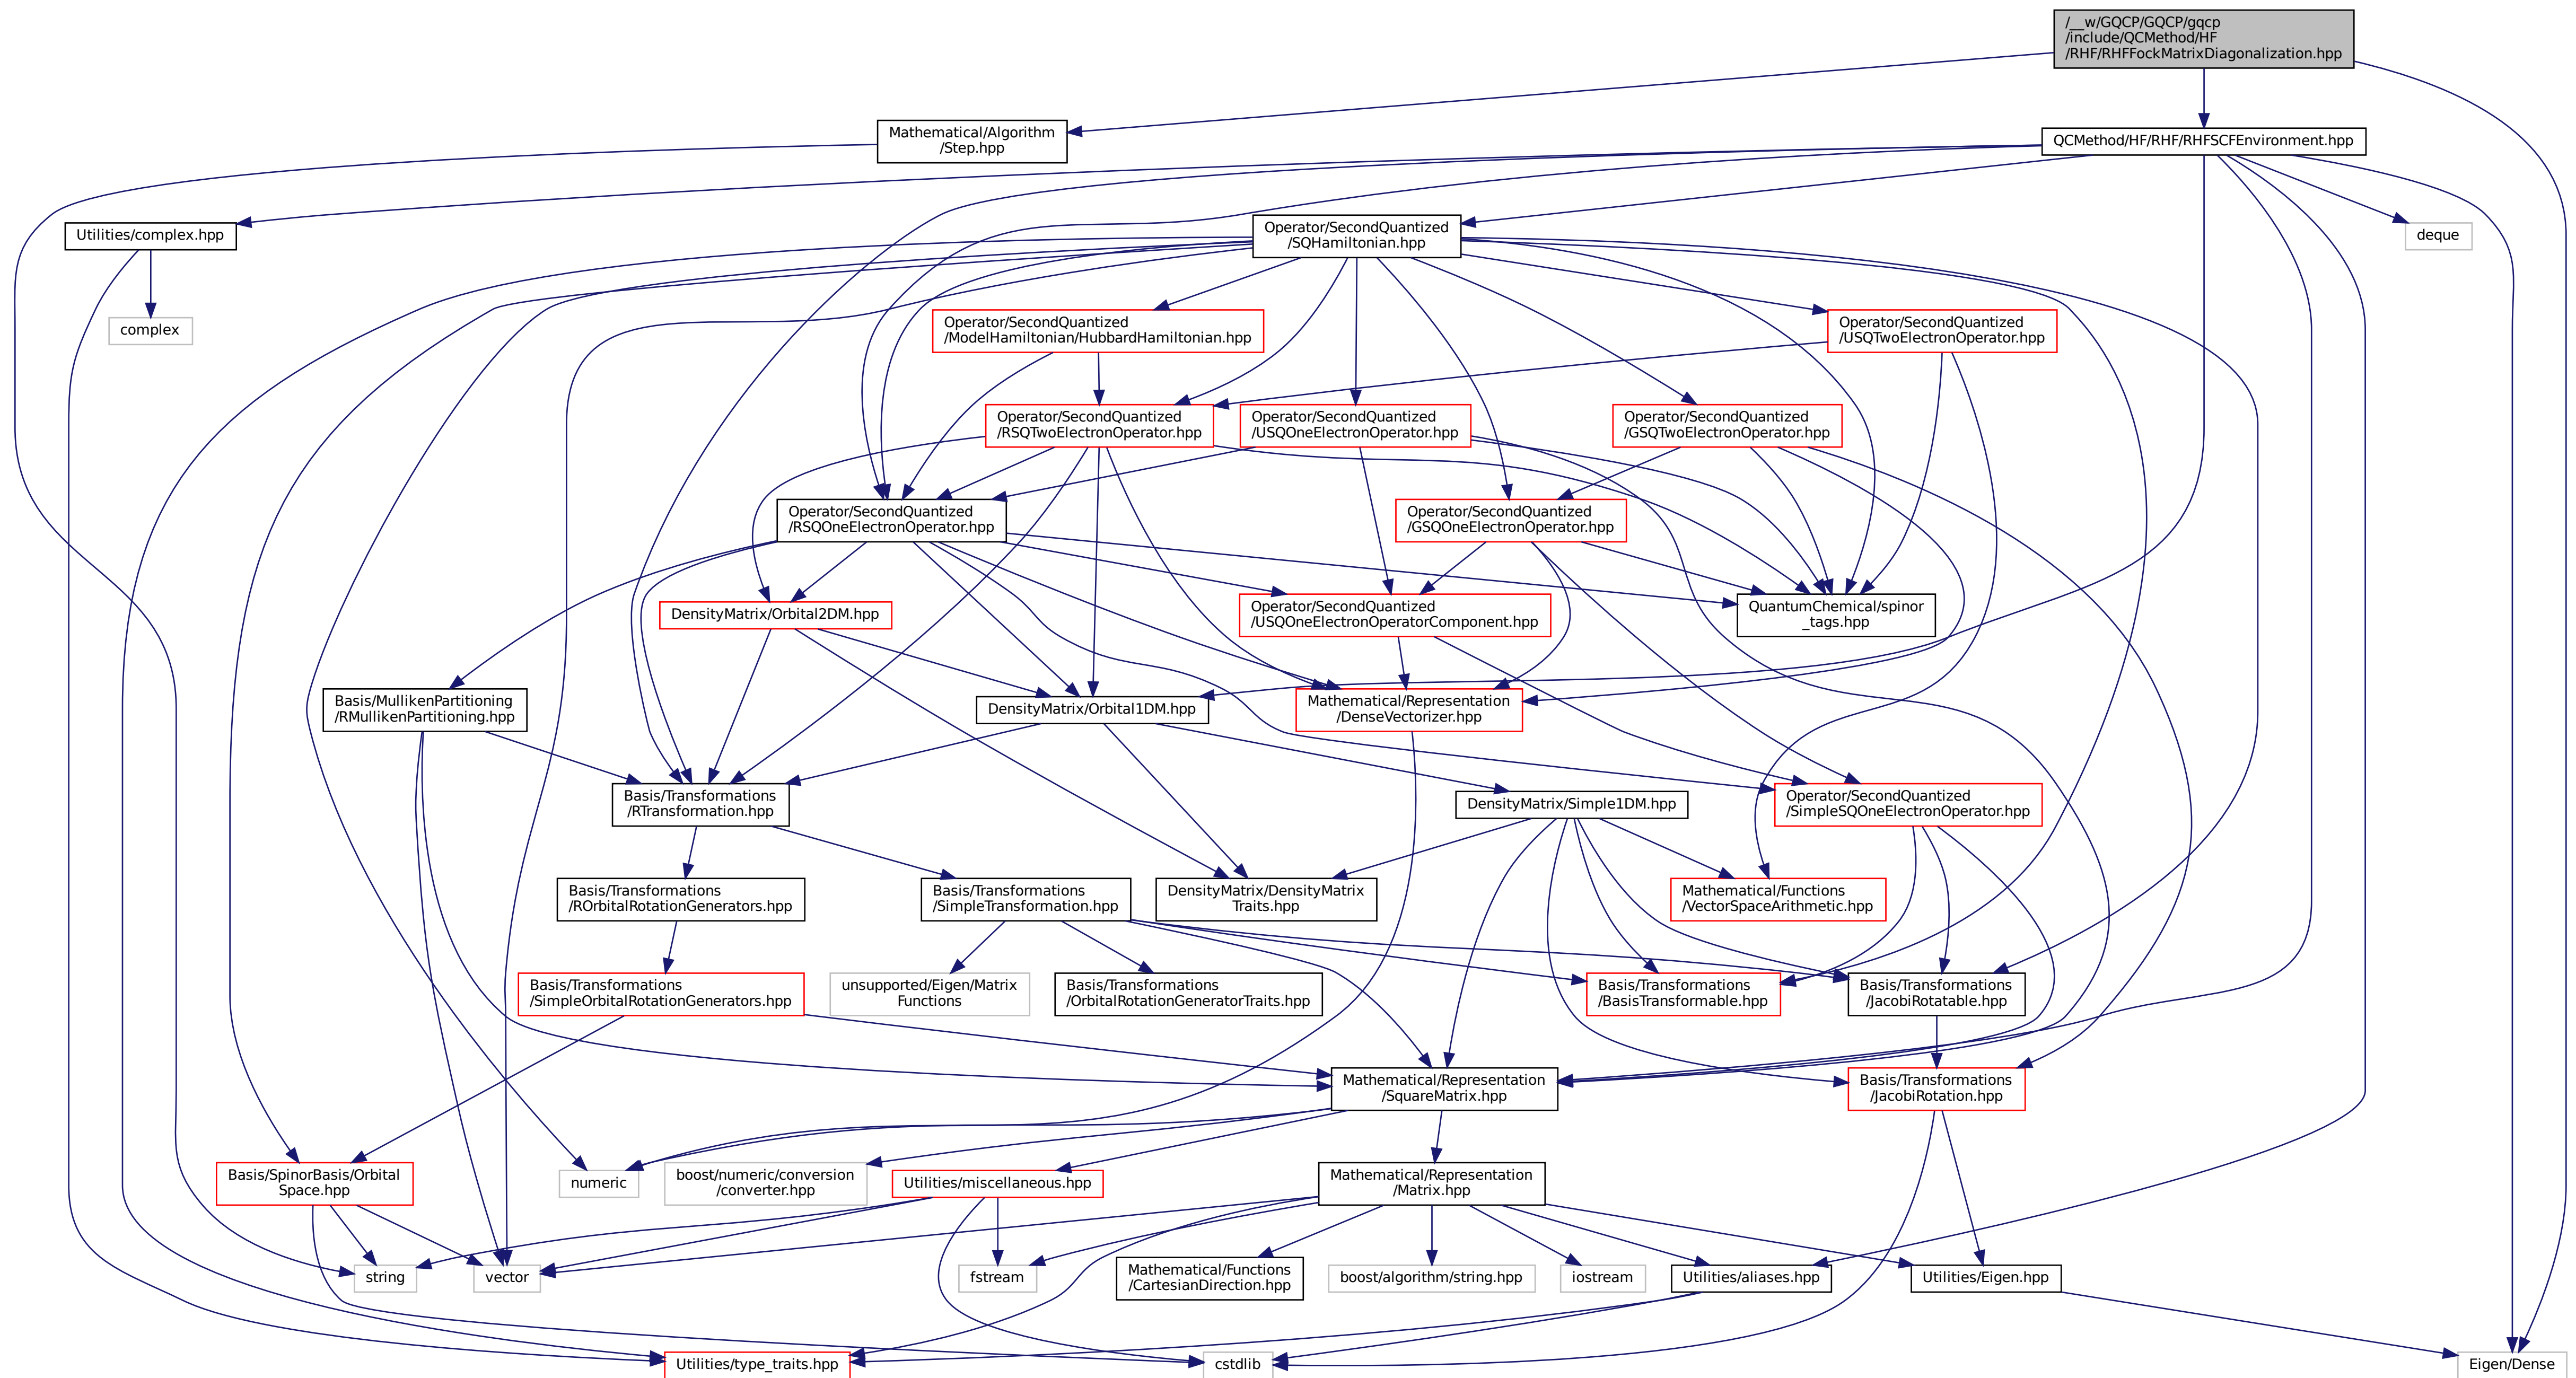 /__w/GQCP/GQCP/gqcp
/include/QCMethod/HF
/RHF/RHFFockMatrixDiagonalization.hpp
Mathematical/Algorithm
/Step.hpp
QCMethod/HF/RHF/RHFSCFEnvironment.hpp
Utilities/complex.hpp
Operator/SecondQuantized
/SQHamiltonian.hpp
deque
complex
Operator/SecondQuantized
/ModelHamiltonian/HubbardHamiltonian.hpp
Operator/SecondQuantized
/USQTwoElectronOperator.hpp
Operator/SecondQuantized
/RSQTwoElectronOperator.hpp
Operator/SecondQuantized
/USQOneElectronOperator.hpp
Operator/SecondQuantized
/GSQTwoElectronOperator.hpp
Operator/SecondQuantized
/RSQOneElectronOperator.hpp
Operator/SecondQuantized
/GSQOneElectronOperator.hpp
DensityMatrix/Orbital2DM.hpp
Operator/SecondQuantized
/USQOneElectronOperatorComponent.hpp
QuantumChemical/spinor
_tags.hpp
Basis/MullikenPartitioning
/RMullikenPartitioning.hpp
DensityMatrix/Orbital1DM.hpp
Mathematical/Representation
/DenseVectorizer.hpp
Basis/Transformations
/RTransformation.hpp
DensityMatrix/Simple1DM.hpp
Operator/SecondQuantized
/SimpleSQOneElectronOperator.hpp
Basis/Transformations
/ROrbitalRotationGenerators.hpp
Basis/Transformations
/SimpleTransformation.hpp
DensityMatrix/DensityMatrix
Traits.hpp
Mathematical/Functions
/VectorSpaceArithmetic.hpp
Basis/Transformations
/SimpleOrbitalRotationGenerators.hpp
unsupported/Eigen/Matrix
Functions
Basis/Transformations
/OrbitalRotationGeneratorTraits.hpp
Basis/Transformations
/BasisTransformable.hpp
Basis/Transformations
/JacobiRotatable.hpp
Mathematical/Representation
/SquareMatrix.hpp
Basis/Transformations
/JacobiRotation.hpp
Basis/SpinorBasis/Orbital
Space.hpp
numeric
boost/numeric/conversion
/converter.hpp
Utilities/miscellaneous.hpp
Mathematical/Representation
/Matrix.hpp
string
vector
fstream
Mathematical/Functions
/CartesianDirection.hpp
boost/algorithm/string.hpp
iostream
Utilities/aliases.hpp
Utilities/Eigen.hpp
Utilities/type_traits.hpp
cstdlib
Eigen/Dense